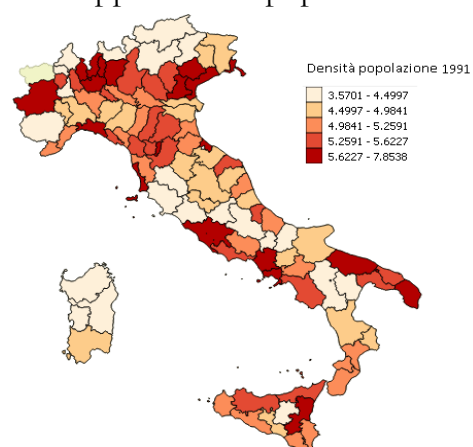 Densità popolazione 1991
3.5701 - 4.4997
4.4997 - 4.9841
4.9841 - 5.2591
5.2591 - 5.6227
5.6227 - 7.8538